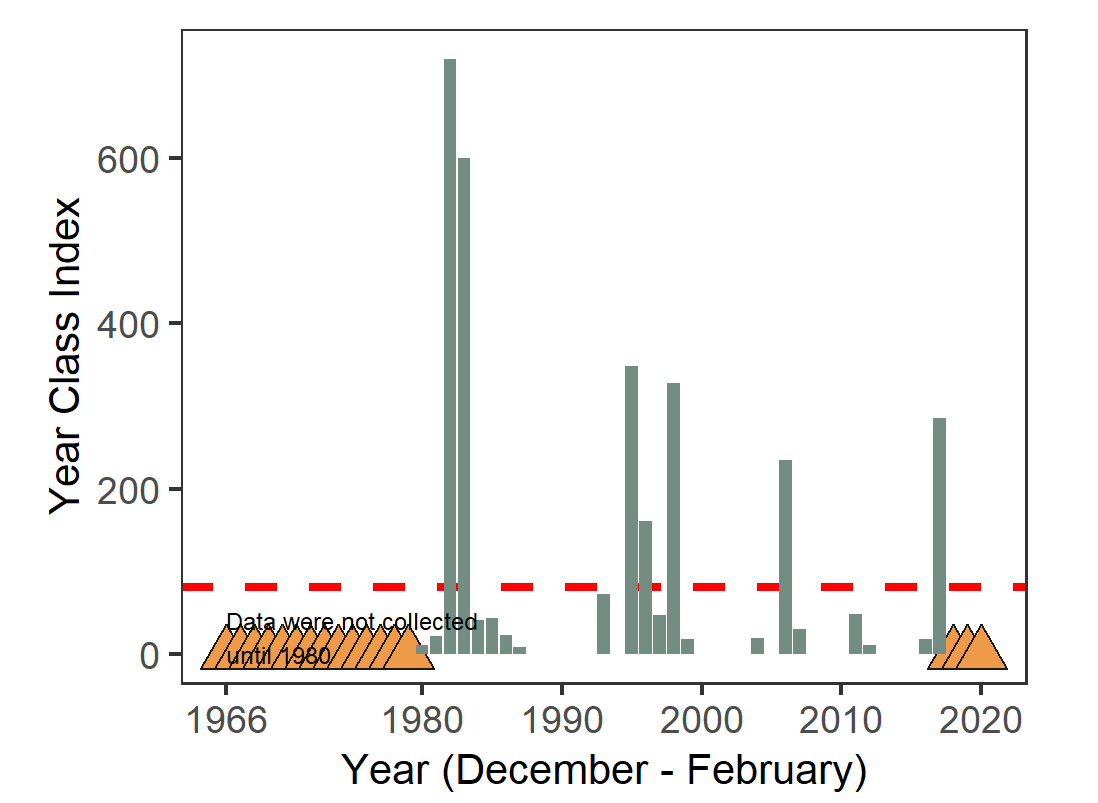 600
400
200
0
Year Class Index
Data were not collected
until 1980
1966
1980
1990
2000
2010
2020
Year (December - February)